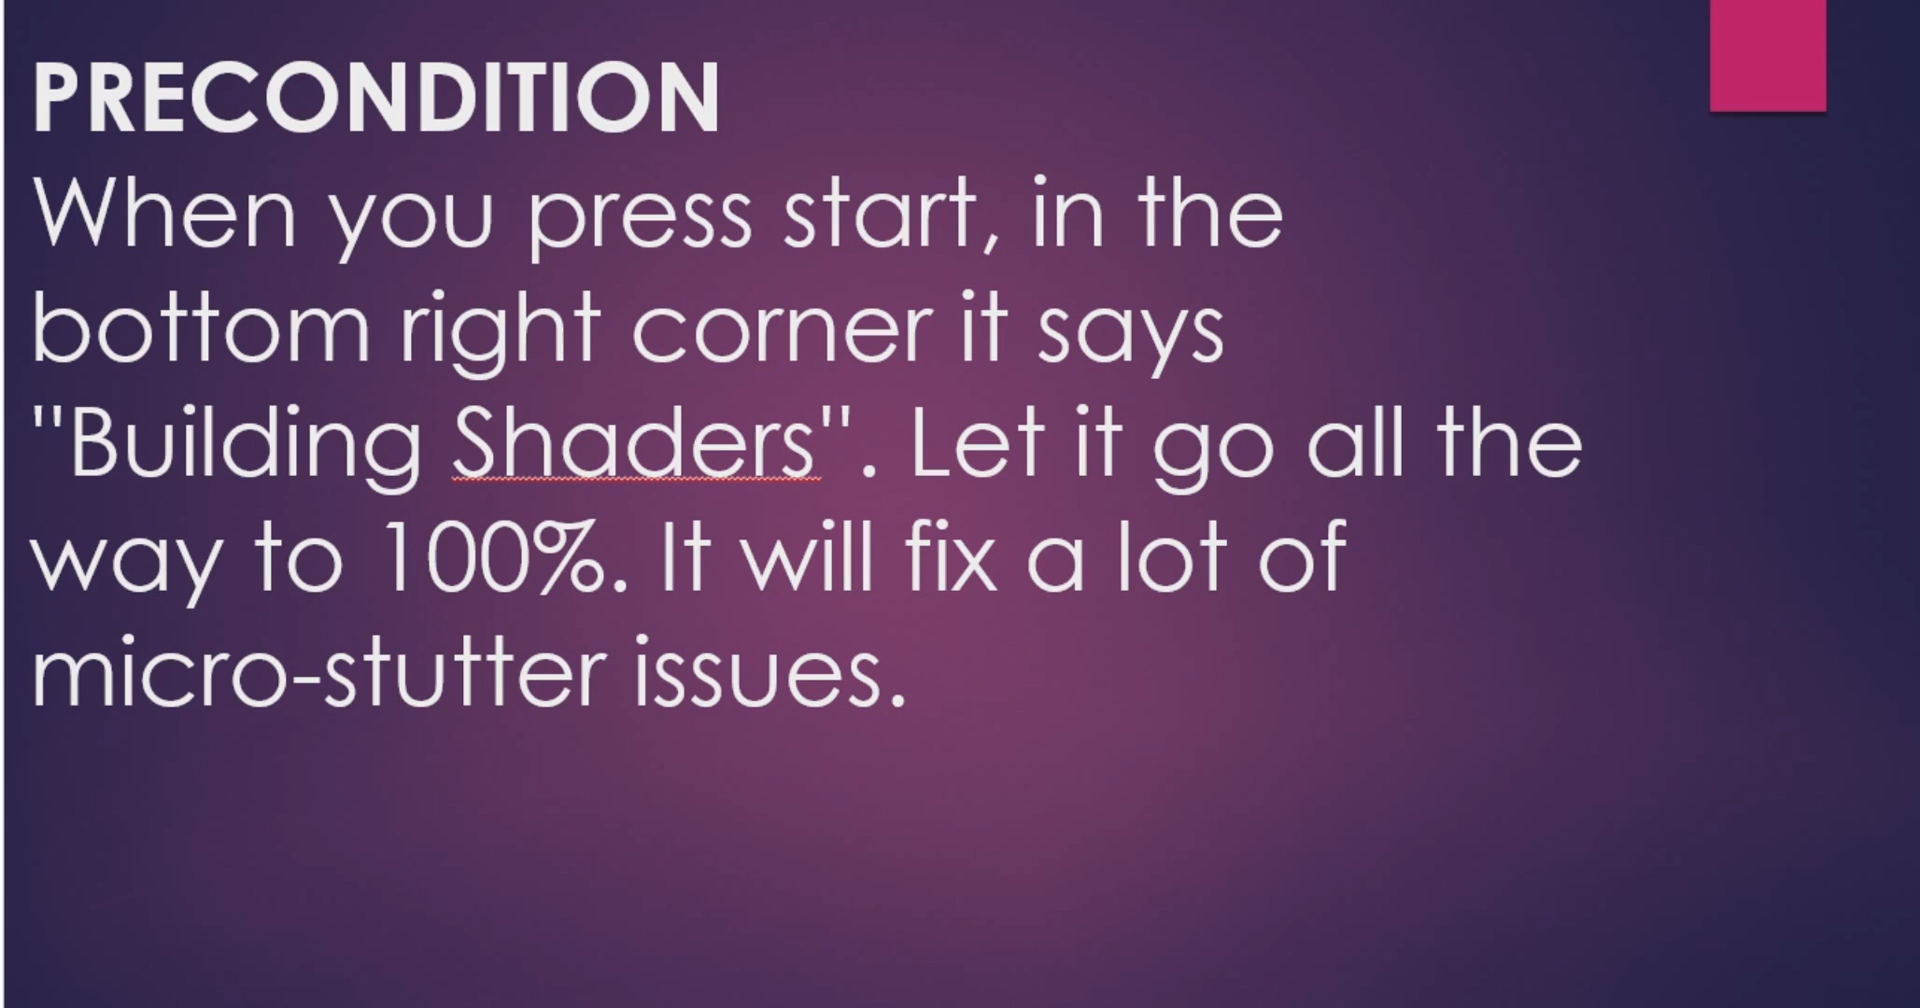 PRECONDITION
When you press start, in the
bottom right corner it says
"Building Shaders". Let it go all the
way to 100%. It will fix a lot of
micro-stutter issues.